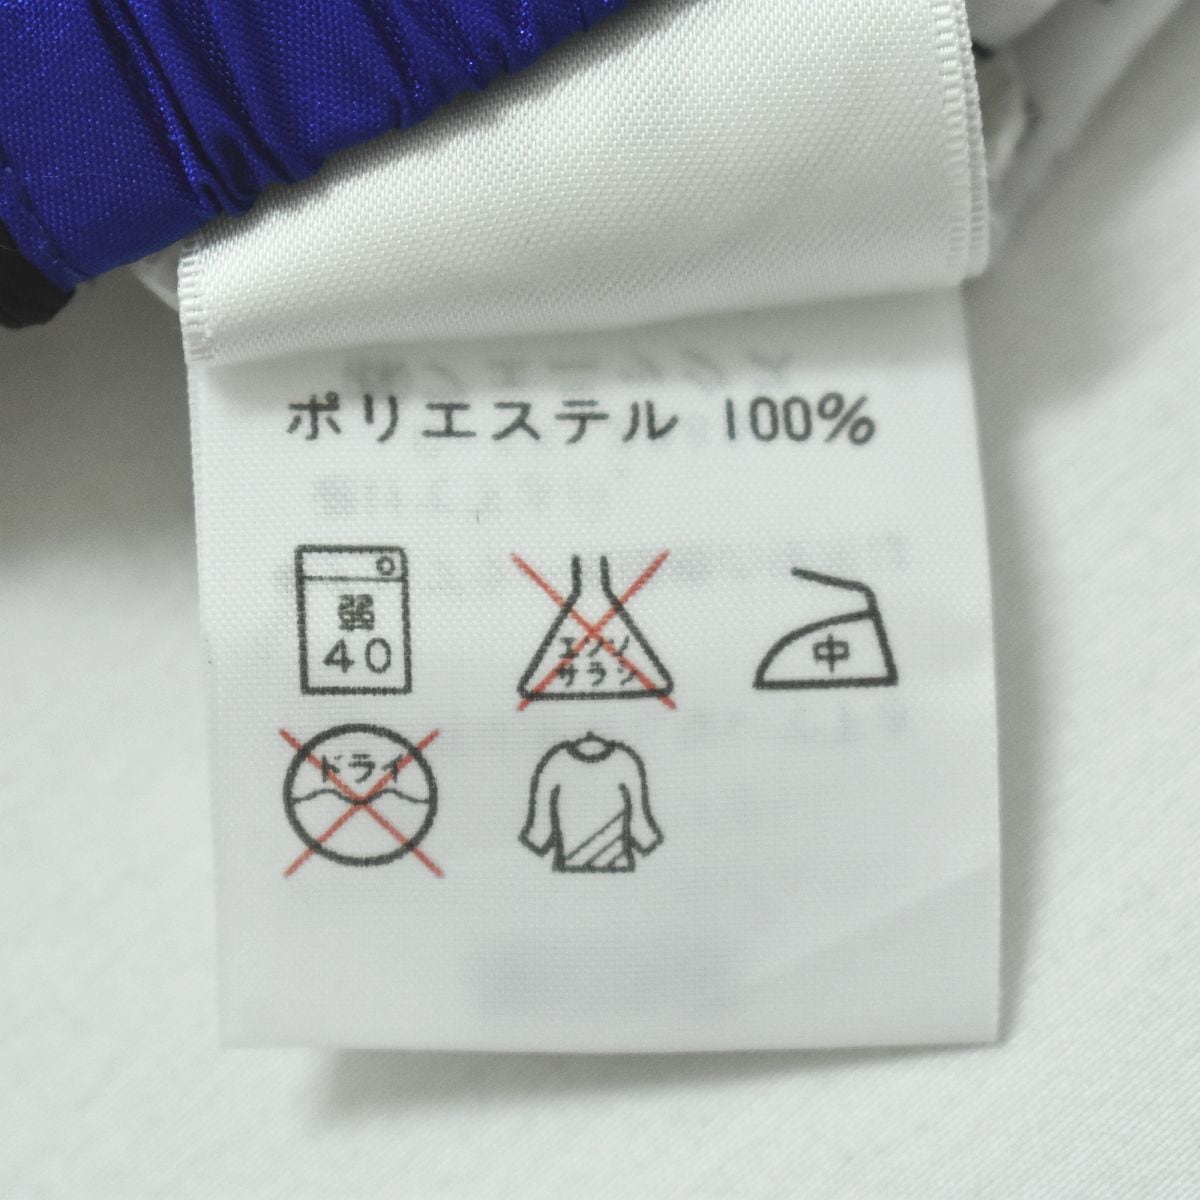 ポリエステル 100%
弱
40
エンソ
サラシ
中
ドライ